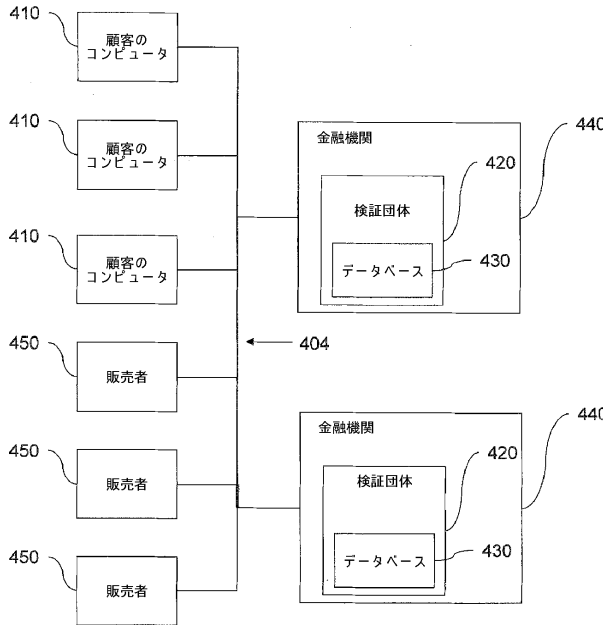 410
顧客の
コンピュータ
410
顧客の
コンピュータ
410
顧客の
コンピュータ
450
販売者
450
販売者
450
販売者
404
金融機関
440
検証団体
420
データベース
430
金融機関
440
検証団体
420
データベース
430